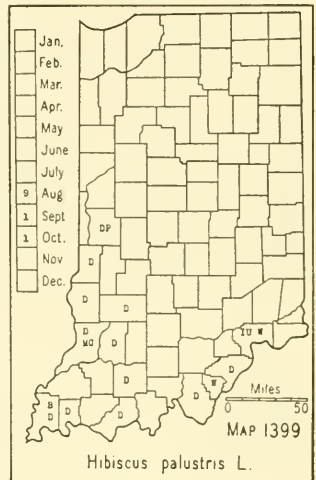 Jan.
Feb.
Mar.
Apr.
May
June
July
9 Aug
1 Sept
1 Oct.
Nov
Dec.
DP
D
D
D
D
MC
D
D
IU W
D
W
D
B
D
D
D
Miles
0 50
MAP 1399
Hibiscus palustris L.